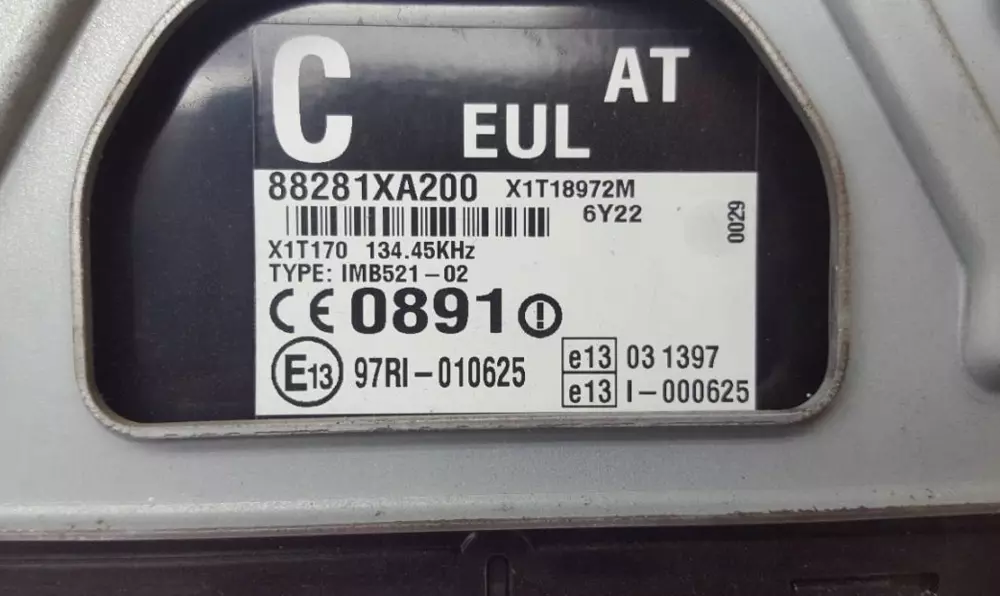 C
AT
EUL
88281XA200 X1T18972M
6Y22
0029
X1T170 134.45KHz
TYPE: IMB521-02
CE 0891
E13 97RI-010625
e13 03 1397
e13 I-000625